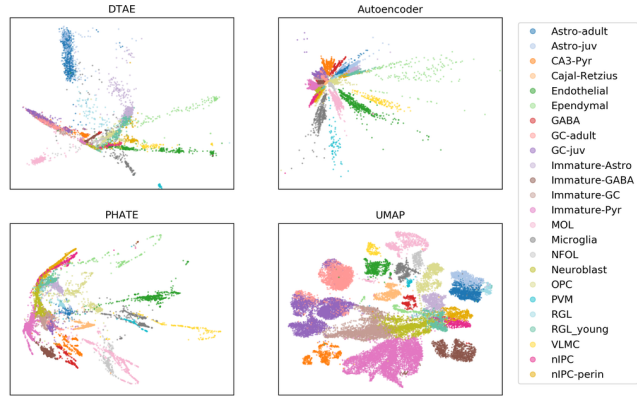 DTAE
Autoencoder
PHATE
UMAP
Astro-adult
Astro-juv
CA3-Pyr
Cajal-Retzius
Endothelial
Ependymal
GABA
GC-adult
GC-juv
Immature-Astro
Immature-GABA
Immature-GC
Immature-Pyr
MOL
Microglia
NFOL
Neuroblast
OPC
PVM
RGL
RGL_young
VLMC
nIPC
nIPC-perin